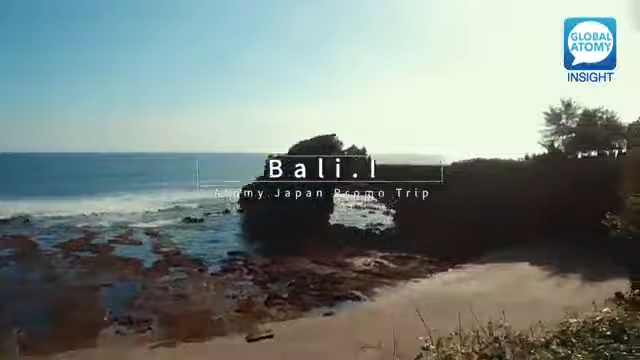 GLOBAL
ATOMY
INSIGHT
Bali.I
Atomy Japan Promo Trip